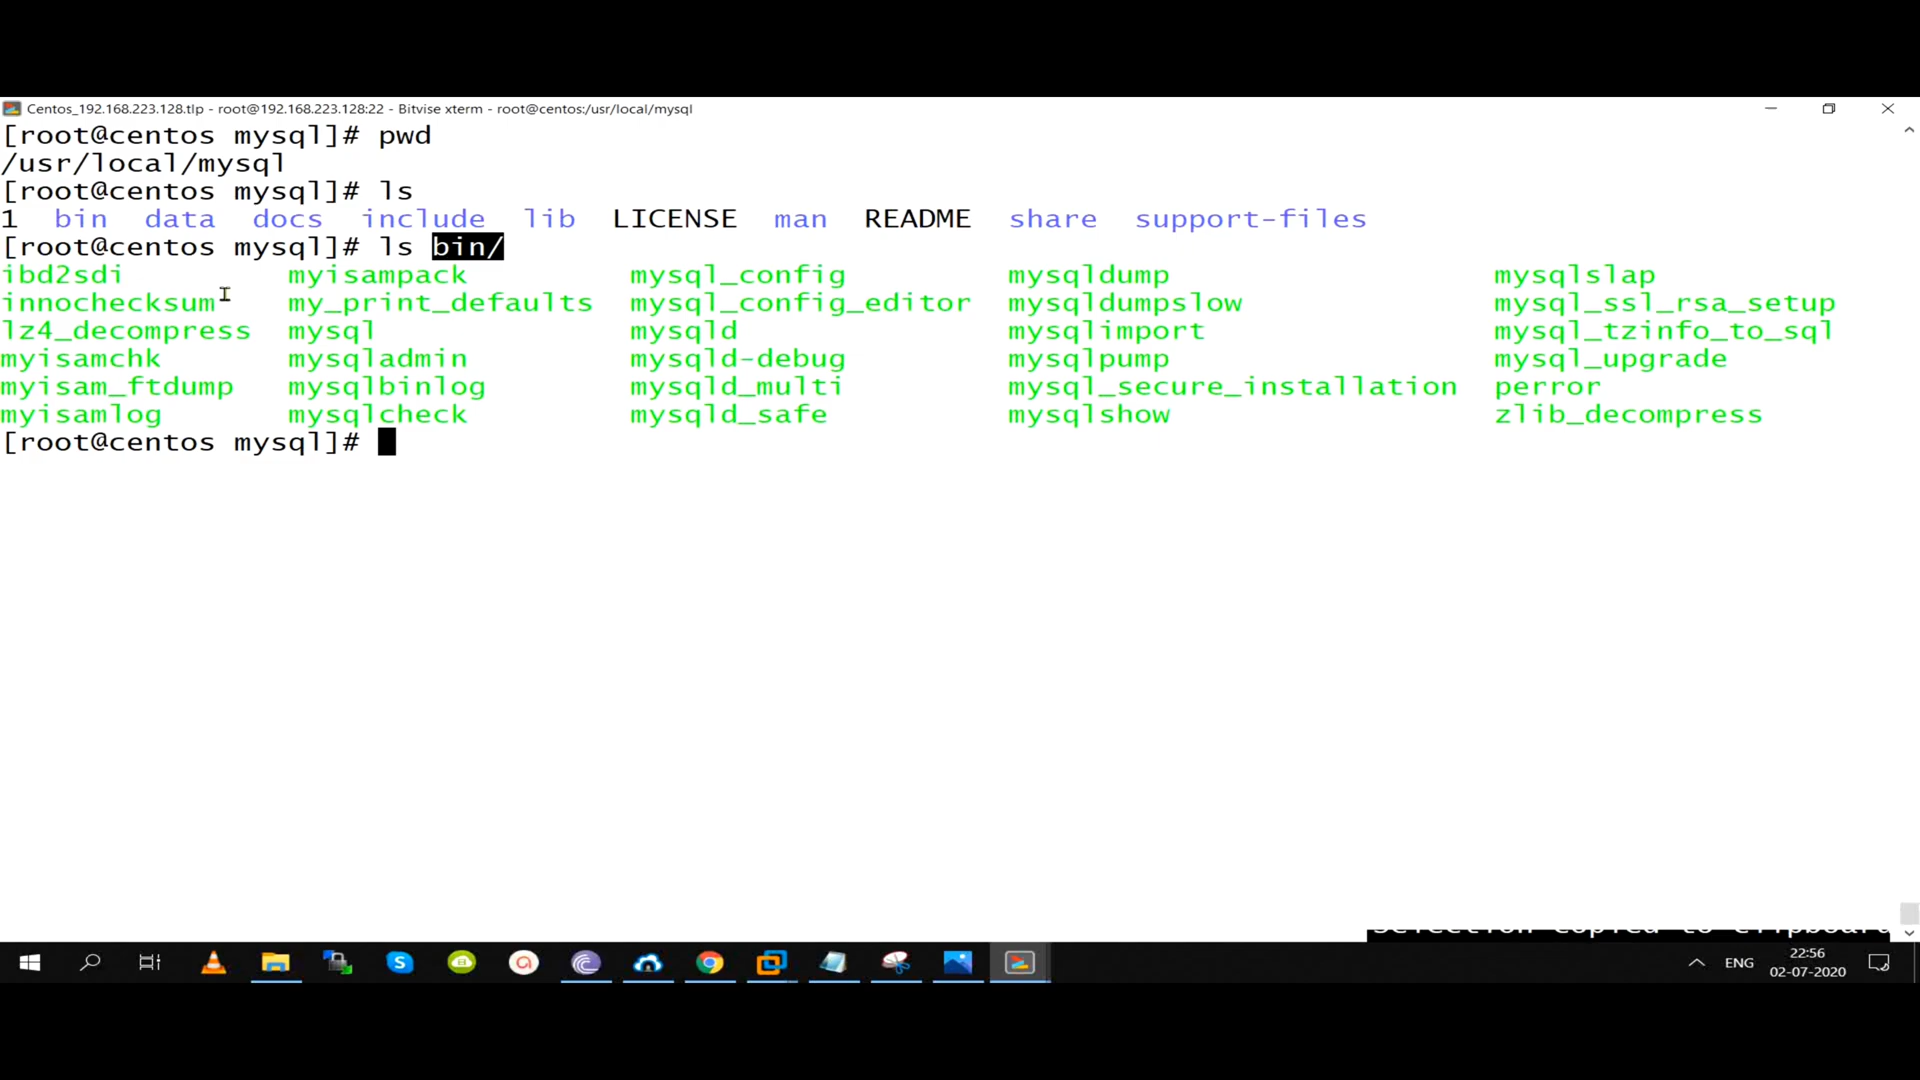 Centos_192.168.223.128.tlp - root@192.168.223.128:22 - Bitvise xterm - root@centos:/usr/local/mysql
[root@centos mysql]# pwd
/usr/local/mysql
[root@centos mysql]# ls
1 bin data docs include lib LICENSE man README share support-files
[root@centos mysql]# ls bin/
ibd2sdi myisampack mysql_config mysqldump mysqlslap
innochecksum my_print_defaults mysql_config_editor mysqldumpslow mysql_ssl_rsa_setup
lz4_decompress mysql mysqld mysqlimport mysql_tzinfo_to_sql
myisamchk mysqladmin mysqld-debug mysqlpump mysql_upgrade
myisam_ftdump mysqlbinlog mysqld_multi mysql_secure_installation perror
myisamlog mysqlcheck mysqld_safe mysqlshow zlib_decompress
[root@centos mysql]#
Selection copied to clipboard
ENG
22:56
02-07-2020